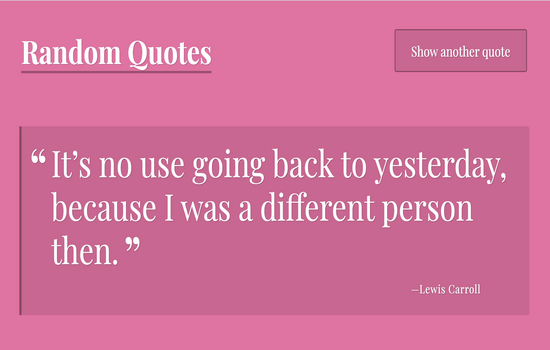 Random Quotes
Show another quote
“It’s no use going back to yesterday,
because I was a different person
then.”
—Lewis Carroll